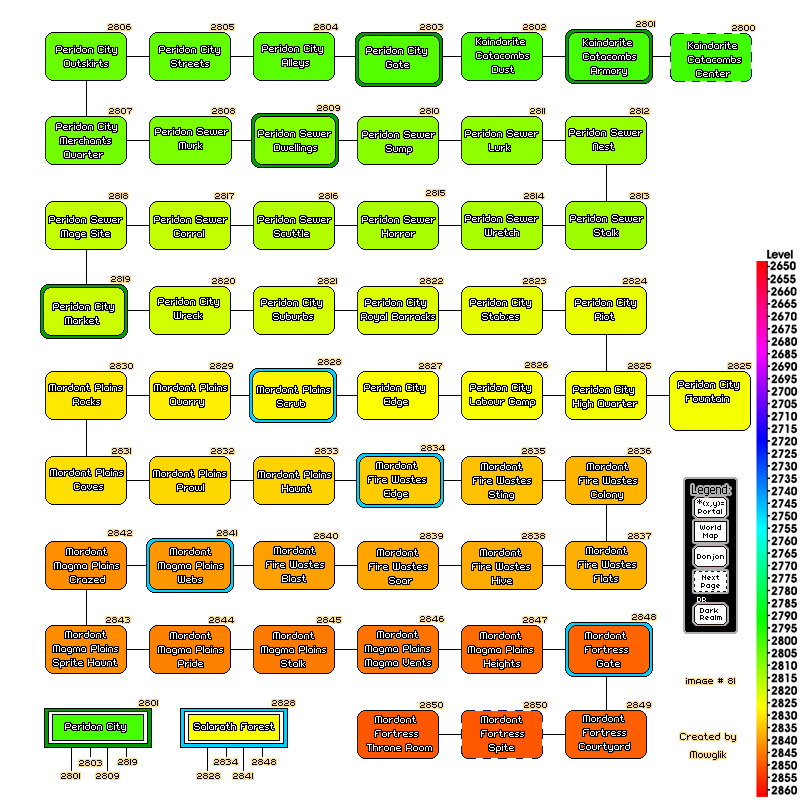 2806 2805 2804 2803 2802 2801 2800
Peridon City
Outskirts
Peridon City
Streets
Peridon City
Alleys
Peridon City
Gate
Kaindarite
Catacombs
Dust
Kaindarite
Catacombs
Armory
Kaindarite
Catacombs
Center
2807 2808 2809 2810 2811 2812
Peridon City
Merchants
Quarter
Peridon Sewer
Murk
Peridon Sewer
Dwellings
Peridon Sewer
Sump
Peridon Sewer
Lurk
Peridon Sewer
Nest
2818 2817 2816 2815 2814 2813
Peridon Sewer
Mage Site
Peridon Sewer
Corral
Peridon Sewer
Scuttle
Peridon Sewer
Horror
Peridon Sewer
Wretch
Peridon Sewer
Stalk
2819 2820 2821 2822 2823 2824
Peridon City
Market
Peridon City
Wreck
Peridon City
Suburbs
Peridon City
Royal Barracks
Peridon City
Stables
Peridon City
Riot
2830 2829 2828 2827 2826 2825 2825
Mordont Plains
Rocks
Mordont Plains
Quarry
Mordont Plains
Scrub
Peridon City
Edge
Peridon City
Labour Camp
Peridon City
High Quarter
Peridon City
Fountain
2831 2832 2833 2834 2835 2836
Mordont Plains
Caves
Mordont Plains
Prowl
Mordont Plains
Haunt
Mordont
Fire Wastes
Edge
Mordont
Fire Wastes
Sting
Mordont
Fire Wastes
Colony
2842 2841 2840 2839 2838 2837
Mordont
Magma Plains
Crazed
Mordont
Magma Plains
Webs
Mordont
Fire Wastes
Blast
Mordont
Fire Wastes
Soar
Mordont
Fire Wastes
Hive
Mordont
Fire Wastes
Flats
2843 2844 2845 2846 2847 2848
Mordont
Magma Plains
Sprite Haunt
Mordont
Magma Plains
Pride
Mordont
Magma Plains
Stalk
Mordont
Magma Plains
Magma Vents
Mordont
Magma Plains
Heights
Mordont
Fortress
Gate
2801
Peridon City
2803 2819
2801 2809
2828
Salarath Forest
2834 2848
2828 2841
2850 2850 2849
Mordont
Fortress
Throne Room
Mordont
Fortress
Spite
Mordont
Fortress
Courtyard
Level
2650
2655
2660
2665
2670
2675
2680
2685
2690
2695
2700
2705
2710
2715
2720
2725
2730
2735
2740
2745
2750
2755
2760
2765
2770
2775
2780
2785
2790
2795
2800
2805
2810
2815
2820
2825
2830
2835
2840
2845
2850
2855
2860
Legend:
*(x,y)=
Portal
World
Map
Donjon
Next
Page
OR
Dark
Realm
image # 81
Created by
Mowglik